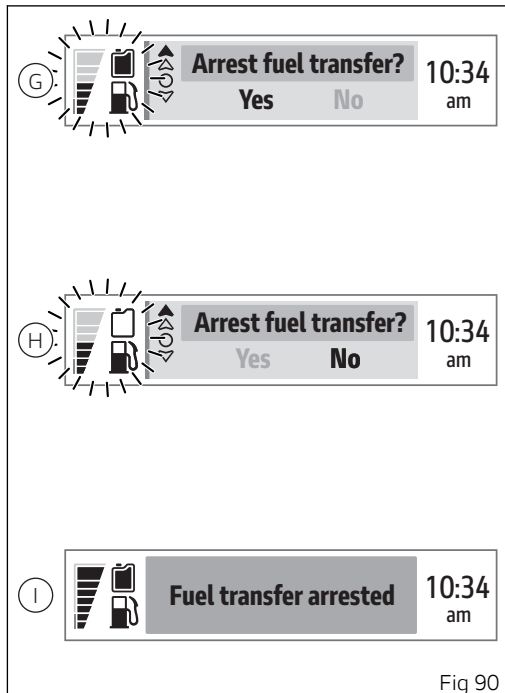 G
Arrest fuel transfer?
Yes No
10:34
am
H
Arrest fuel transfer?
Yes No
10:34
am
I
Fuel transfer arrested
10:34
am
Fig 90